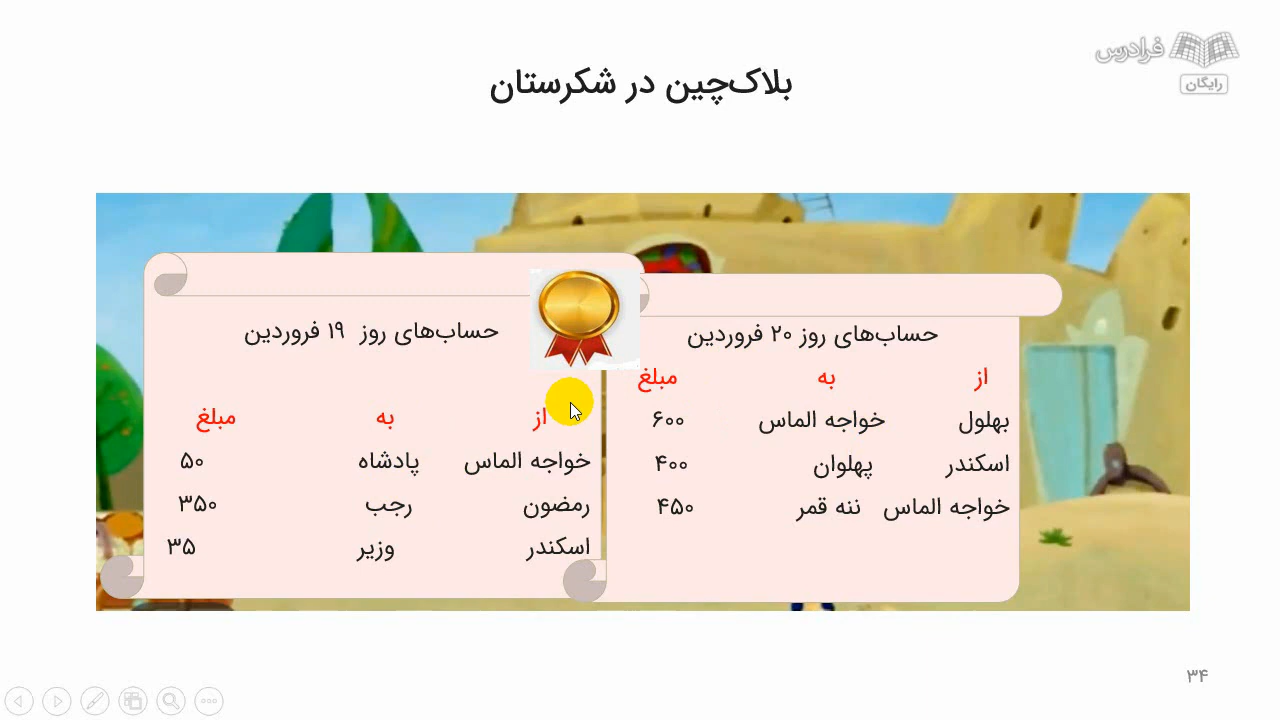 فرادرس
رایگان
بلاک‌چین در شکرستان
حساب‌های روز ۲۰ فروردین
از به مبلغ
بهلول خواجه الماس ۶۰۰
اسکندر پهلوان ۴۰۰
خواجه الماس ننه قمر ۴۵۰
حساب‌های روز ۱۹ فروردین
از به مبلغ
خواجه الماس پادشاه ۵۰
رمضون رجب ۳۵۰
اسکندر وزیر ۳۵
۳۴